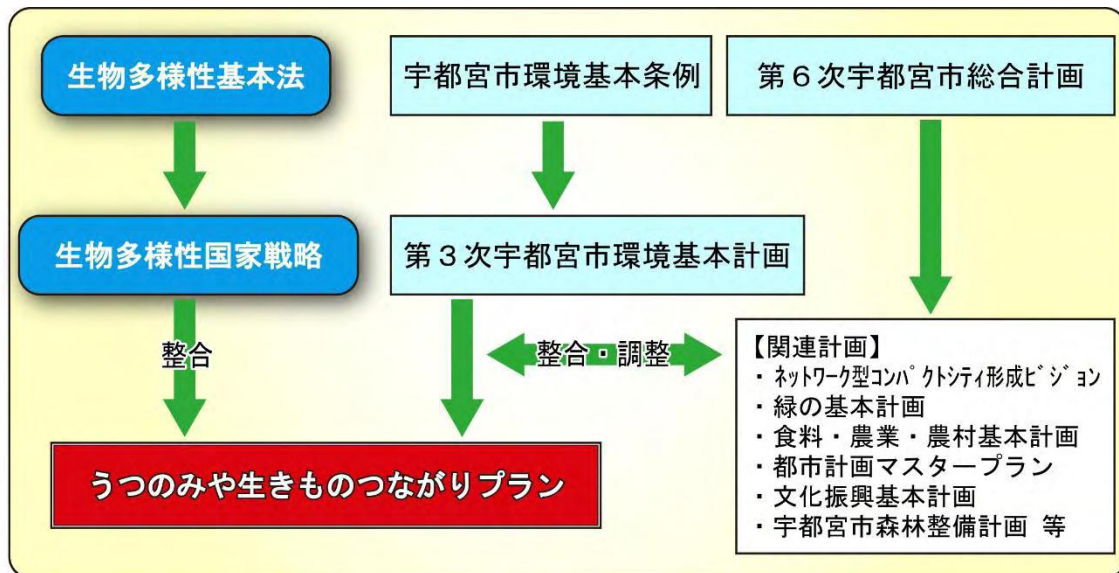 生物多様性基本法
宇都宮市環境基本条例
第６次宇都宮市総合計画
生物多様性国家戦略
第３次宇都宮市環境基本計画
整合
整合・調整
【関連計画】
・ﾈｯﾄﾜｰｸ型ｺﾝﾊﾟｸﾄｼﾃｨ形成ﾋﾞｼﾞｮﾝ
・緑の基本計画
・食料・農業・農村基本計画
・都市計画マスタープラン
・文化振興基本計画
・宇都宮市森林整備計画 等
うつのみや生きものつながりプラン